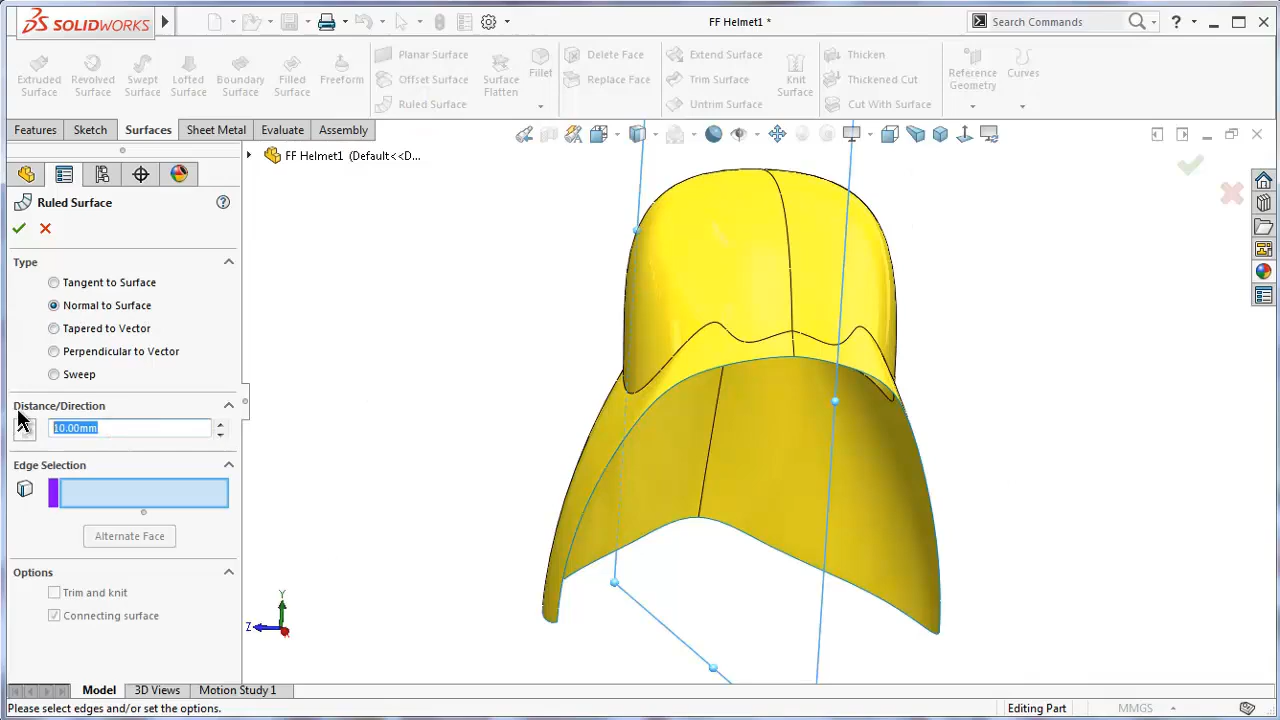 SOLIDWORKS
FF Helmet1 *
Search Commands
?
Extruded Surface
Revolved Surface
Swept Surface
Lofted Surface
Boundary Surface
Filled Surface
Freeform
Planar Surface
Offset Surface
Ruled Surface
Surface Flatten
Fillet
Delete Face
Replace Face
Extend Surface
Trim Surface
Untrim Surface
Knit Surface
Thicken
Thickened Cut
Cut With Surface
Reference Geometry
Curves
Features
Sketch
Surfaces
Sheet Metal
Evaluate
Assembly
FF Helmet1 (Default<<D...
Ruled Surface
?
Type
Tangent to Surface
Normal to Surface
Tapered to Vector
Perpendicular to Vector
Sweep
Distance/Direction
10.00mm
Edge Selection
Alternate Face
Options
Trim and knit
Connecting surface
Y
Z
Model
3D Views
Motion Study 1
Please select edges and/or set the options.
Editing Part
MMGS